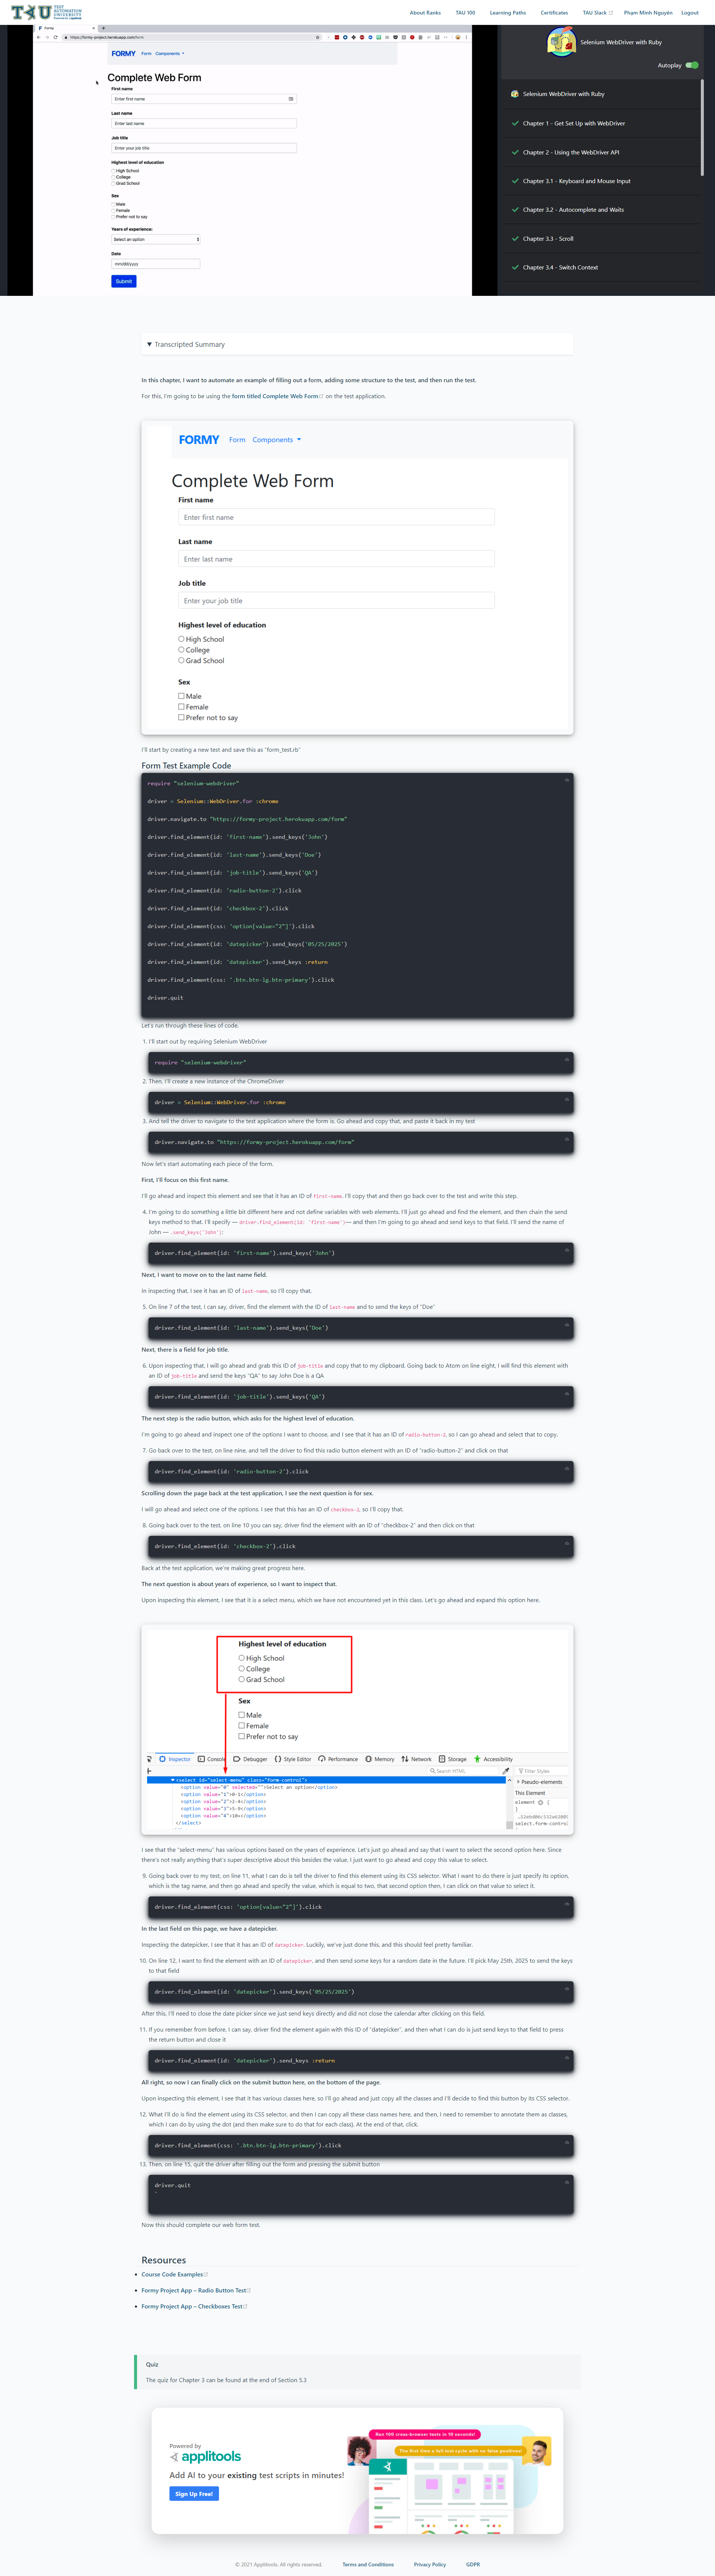 TAU TEST AUTOMATION UNIVERSITY
About Ranks TAU 100 Learning Paths Certificates TAU Slack Phạm Minh Nguyên Logout
Formy
https://formy-project.herokuapp.com/form
FORMY Form Components
Complete Web Form
First name
Enter first name
Last name
Enter last name
Job title
Enter your job title
Highest level of education
High School
College
Grad School
Sex
Male
Female
Prefer not to say
Years of experience:
Select an option
Date
mm/dd/yyyy
Submit
Selenium WebDriver with Ruby
Autoplay
Selenium WebDriver with Ruby
Chapter 1 - Get Set Up with WebDriver
Chapter 2 - Using the WebDriver API
Chapter 3.1 - Keyboard and Mouse Input
Chapter 3.2 - Autocomplete and Waits
Chapter 3.3 - Scroll
Chapter 3.4 - Switch Context
▼ Transcripted Summary
In this chapter, I want to automate an example of filling out a form, adding some structure to the test, and then run the test.
For this, I'm going to be using the form titled Complete Web Form on the test application.
FORMY Form Components
Complete Web Form
First name
Enter first name
Last name
Enter last name
Job title
Enter your job title
Highest level of education
High School
College
Grad School
Sex
Male
Female
Prefer not to say
I'll start by creating a new test and save this as "form_test.rb"
Form Test Example Code
require "selenium-webdriver"
driver = Selenium::WebDriver.for :chrome
driver.navigate.to "https://formy-project.herokuapp.com/form"
driver.find_element(id: 'first-name').send_keys('John')
driver.find_element(id: 'last-name').send_keys('Doe')
driver.find_element(id: 'job-title').send_keys('QA')
driver.find_element(id: 'radio-button-2').click
driver.find_element(id: 'checkbox-2').click
driver.find_element(css: 'option[value="2"]').click
driver.find_element(id: 'datepicker').send_keys('05/25/2025')
driver.find_element(id: 'datepicker').send_keys :return
driver.find_element(css: '.btn.btn-lg.btn-primary').click
driver.quit
Let's run through these lines of code.
1. I'll start out by requiring Selenium WebDriver
require "selenium-webdriver"
2. Then, I'll create a new instance of the ChromeDriver
driver = Selenium::WebDriver.for :chrome
3. And tell the driver to navigate to the test application where the form is. Go ahead and copy that, and paste it back in my test
driver.navigate.to "https://formy-project.herokuapp.com/form"
Now let's start automating each piece of the form.
First, I'll focus on this first name.
I'll go ahead and inspect this element and see that it has an ID of first-name. I'll copy that and then go back over to the test and write this step.
4. I'm going to do something a little bit different here and not define variables with web elements. I'll just go ahead and find the element, and then chain the send
keys method to that. I'll specify — driver.find_element(id: 'first-name')— and then I'm going to go ahead and send keys to that field. I'll send the name of
John — .send_keys('John'):
driver.find_element(id: 'first-name').send_keys('John')
Next, I want to move on to the last name field.
In inspecting that, I see it has an ID of last-name, so I'll copy that.
5. On line 7 of the test, I can say, driver, find the element with the ID of last-name and to send the keys of "Doe"
driver.find_element(id: 'last-name').send_keys('Doe')
Next, there is a field for job title.
6. Upon inspecting that, I will go ahead and grab this ID of job-title and copy that to my clipboard. Going back to Atom on line eight, I will find this element with
an ID of job-title and send the keys "QA" to say John Doe is a QA
driver.find_element(id: 'job-title').send_keys('QA')
The next step is the radio button, which asks for the highest level of education.
I'm going to go ahead and inspect one of the options I want to choose, and I see that it has an ID of radio-button-2, so I can go ahead and select that to copy.
7. Go back over to the test, on line nine, and tell the driver to find this radio button element with an ID of "radio-button-2" and click on that
driver.find_element(id: 'radio-button-2').click
Scrolling down the page back at the test application, I see the next question is for sex.
I will go ahead and select one of the options. I see that this has an ID of checkbox-2, so I'll copy that.
8. Going back over to the test, on line 10 you can say, driver find the element with an ID of "checkbox-2" and then click on that
driver.find_element(id: 'checkbox-2').click
Back at the test application, we're making great progress here.
The next question is about years of experience, so I want to inspect that.
Upon inspecting this element, I see that it is a select menu, which we have not encountered yet in this class. Let's go ahead and expand this option here.
Highest level of education
High School
College
Grad School
Sex
Male
Female
Prefer not to say
Inspector Console Debugger Style Editor Performance Memory Network Storage Accessibility
Search HTML Filter Styles
<select id="select-menu" class="form-control"> Pseudo-elements
<option value="0" selected="">Select an option</option>
<option value="1">0-1</option> This Element
<option value="2">2-4</option> element { 
<option value="3">5-9</option> }
<option value="4">10+</option>
</select> select.form-contro
I see that the "select-menu" has various options based on the years of experience. Let's just go ahead and say that I want to select the second option here. Since
there's not really anything that's super descriptive about this besides the value. I just want to go ahead and copy this value to select.
9. Going back over to my test, on line 11, what I can do is tell the driver to find this element using its CSS selector. What I want to do there is just specify its option,
which is the tag name, and then go ahead and specify the value, which is equal to two, that second option then, I can click on that value to select it.
driver.find_element(css: 'option[value="2"]').click
In the last field on this page, we have a datepicker.
Inspecting the datepicker, I see that it has an ID of datepicker. Luckily, we've just done this, and this should feel pretty familiar.
10. On line 12, I want to find the element with an ID of datepicker, and then send some keys for a random date in the future. I'll pick May 25th, 2025 to send the keys
to that field
driver.find_element(id: 'datepicker').send_keys('05/25/2025')
After this, I'll need to close the date picker since we just send keys directly and did not close the calendar after clicking on this field.
11. If you remember from before, I can say, driver find the element again with this ID of "datepicker", and then what I can do is just send keys to that field to press
the return button and close it
driver.find_element(id: 'datepicker').send_keys :return
All right, so now I can finally click on the submit button here, on the bottom of the page.
Upon inspecting this element, I see that it has various classes here, so I'll go ahead and just copy all the classes and I'll decide to find this button by its CSS selector.
12. What I'll do is find the element using its CSS selector, and then I can copy all these class names here, and then, I need to remember to annotate them as classes,
which I can do by using the dot (and then make sure to do that for each class). At the end of that, click.
driver.find_element(css: '.btn.btn-lg.btn-primary').click
13. Then, on line 15, quit the driver after filling out the form and pressing the submit button
driver.quit
Now this should complete our web form test.
Resources
Course Code Examples
Formy Project App – Radio Button Test
Formy Project App – Checkboxes Test
Quiz
The quiz for Chapter 3 can be found at the end of Section 5.3
Powered by
applitools
Add AI to your existing test scripts in minutes!
Sign Up Free!
Run 100 cross-browser tests in 10 seconds!
The first time a full test cycle with no false positives!
© 2021 Applitools. All rights reserved. Terms and Conditions Privacy Policy GDPR